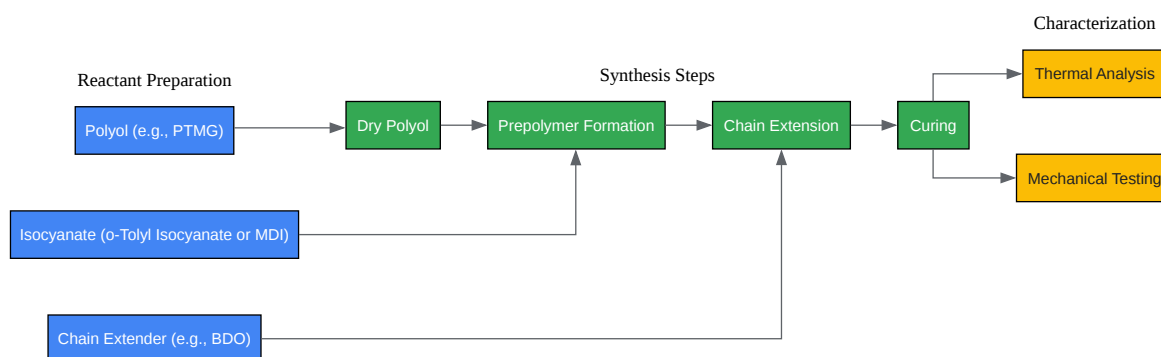 Characterization
Reactant Preparation
Synthesis Steps
Thermal Analysis
Polyol (e.g., PTMG)
Dry Polyol
Prepolymer Formation
Chain Extension
Curing
Mechanical Testing
Isocyanate (o-Tolyl Isocyanate or MDI)
Chain Extender (e.g., BDO)